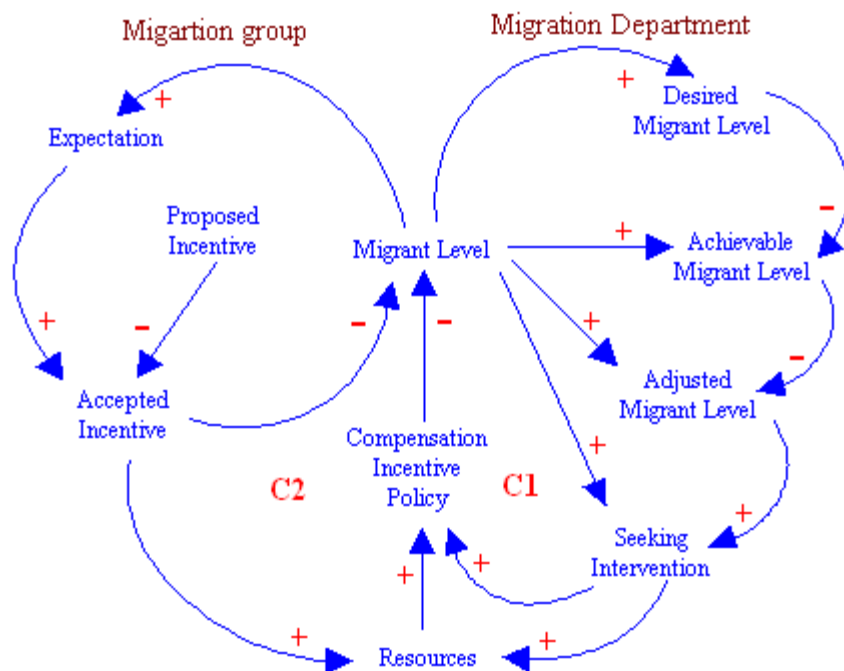 Migartion group
Migration Department
+
+
Desired
Migrant Level
Expectation
-
Proposed
Incentive
Migrant Level
+
Achievable
Migrant Level
+
-
-
-
+
-
Adjusted
Migrant Level
Accepted
Incentive
Compensation
Incentive
Policy
+
C2
C1
+
Seeking
Intervention
+
+
+
+
Resources